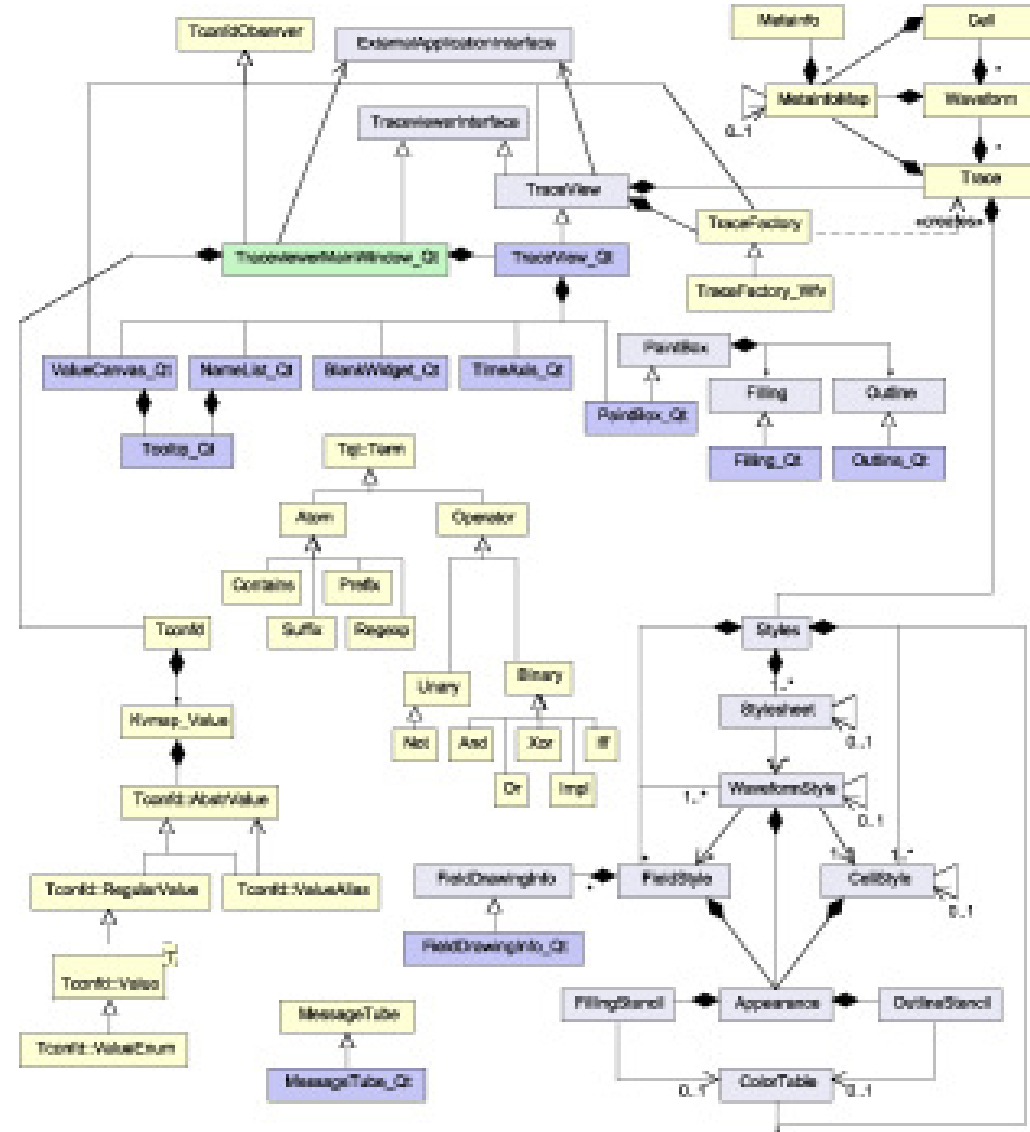 MetaInfo
Cell
TconfdObserver
ExternalApplicationInterface
*
MetaInfoMap
Waveform
0..1
TraceviewerInterface
*
Trace
TraceView
«creates»
TraceFactory
TraceviewerMainWindow_Qt
TraceView_Qt
TraceFactory_Wlv
PaintBox
ValueCanvas_Qt
NameList_Qt
BlankWidget_Qt
TimeAxis_Qt
Filling
Outline
PaintBox_Qt
Tooltip_Qt
Filling_Qt
Outline_Qt
Tql::Term
Atom
Operator
Contains
Prefix
Suffix
Regexp
Tconfd
Styles
Unary
Binary
1..*
Stylesheet
*
Kvmap_Value
0..1
Not
And
Xor
Iff
Or
Impl
WaveformStyle
1..*
Tconfd::AbstrValue
0..1
1..*
*
FieldDrawingInfo
*
FieldStyle
CellStyle
Tconfd::RegularValue
Tconfd::ValueAlias
0..1
FieldDrawingInfo_Qt
T
Tconfd::Value
FillingStencil
Appearance
OutlineStencil
MessageTube
Tconfd::ValueEnum
MessageTube_Qt
ColorTable
0..1
0..1